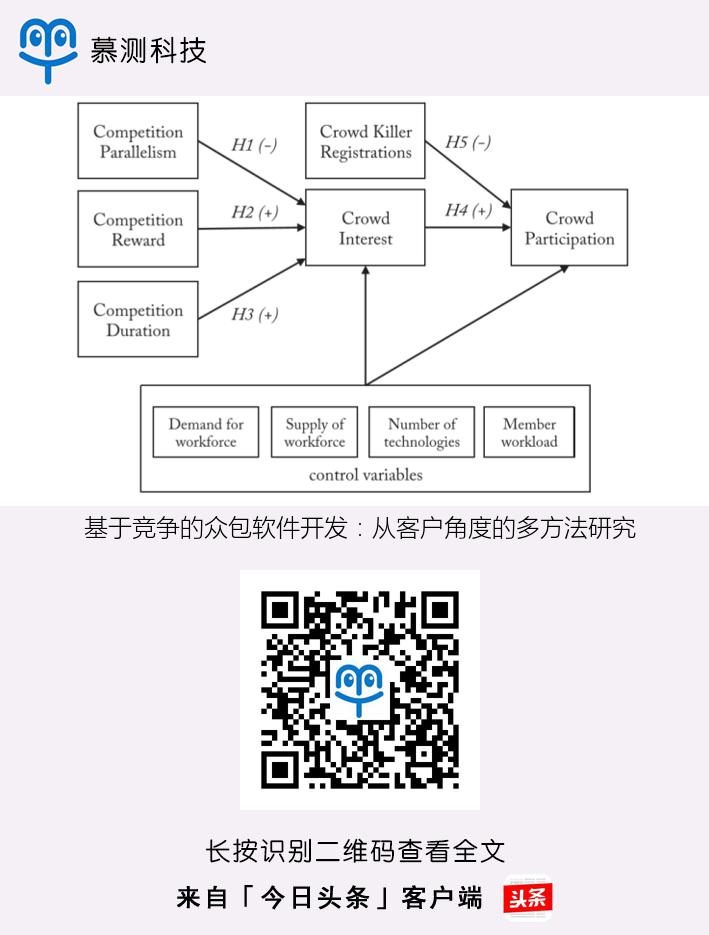 慕测科技
Competition
Parallelism
H1 (-)
Crowd Killer
Registrations
H5 (-)
Competition
Reward
H2 (+)
Crowd
Interest
H4 (+)
Crowd
Participation
Competition
Duration
H3 (+)
Demand for
workforce
Supply of
workforce
Number of
technologies
Member
workload
control variables
基于竞争的众包软件开发：从客户角度的多方法研究
长按识别二维码查看全文
来自「今日头条」客户端
头条